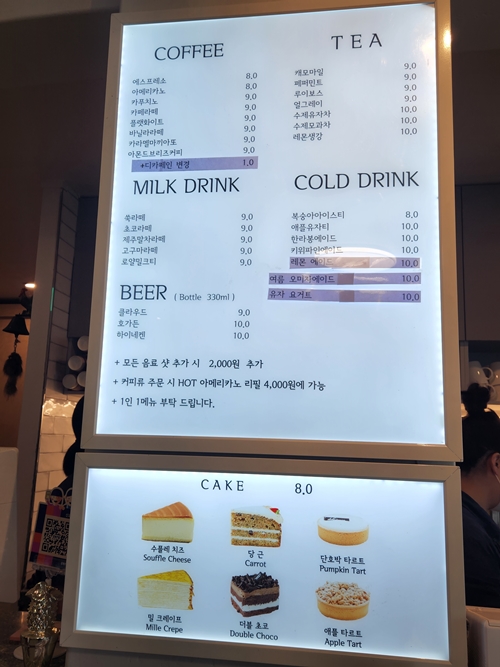 COFFEE
에스프레소 8.0
아메리카노 8.0
카푸치노 9.0
카페라떼 9.0
플랫화이트 9.0
바닐라라떼 9.0
카라멜마키아또 9.0
아몬드브리즈커피 9.0
+디카페인 변경 1.0
TEA
캐모마일 9.0
페퍼민트 9.0
루이보스 9.0
얼그레이 9.0
수제유자차 10.0
수제모과차 10.0
레몬생강 10.0
MILK DRINK
쑥라떼 9.0
초코라떼 9.0
제주말차라떼 9.0
고구마라떼 9.0
로얄밀크티 9.0
COLD DRINK
복숭아아이스티 8.0
애플유자티 10.0
한라봉에이드 10.0
키위파인에이드 10.0
레몬 에이드 10.0
여름 오미자에이드 10.0
유자 요거트 10.0
BEER ( Bottle 330ml )
클라우드 9.0
호가든 10.0
하이네켄 10.0
+ 모든 음료 샷 추가 시 2,000원 추가
+ 커피류 주문 시 HOT 아메리카노 리필 4,000원에 가능
+ 1인 1메뉴 부탁 드립니다.
CAKE 8.0
수플레 치즈
Souffle Cheese
당 근
Carrot
단호박 타르트
Pumpkin Tart
밀 크레이프
Mille Crepe
더블 초코
Double Choco
애플 타르트
Apple Tart